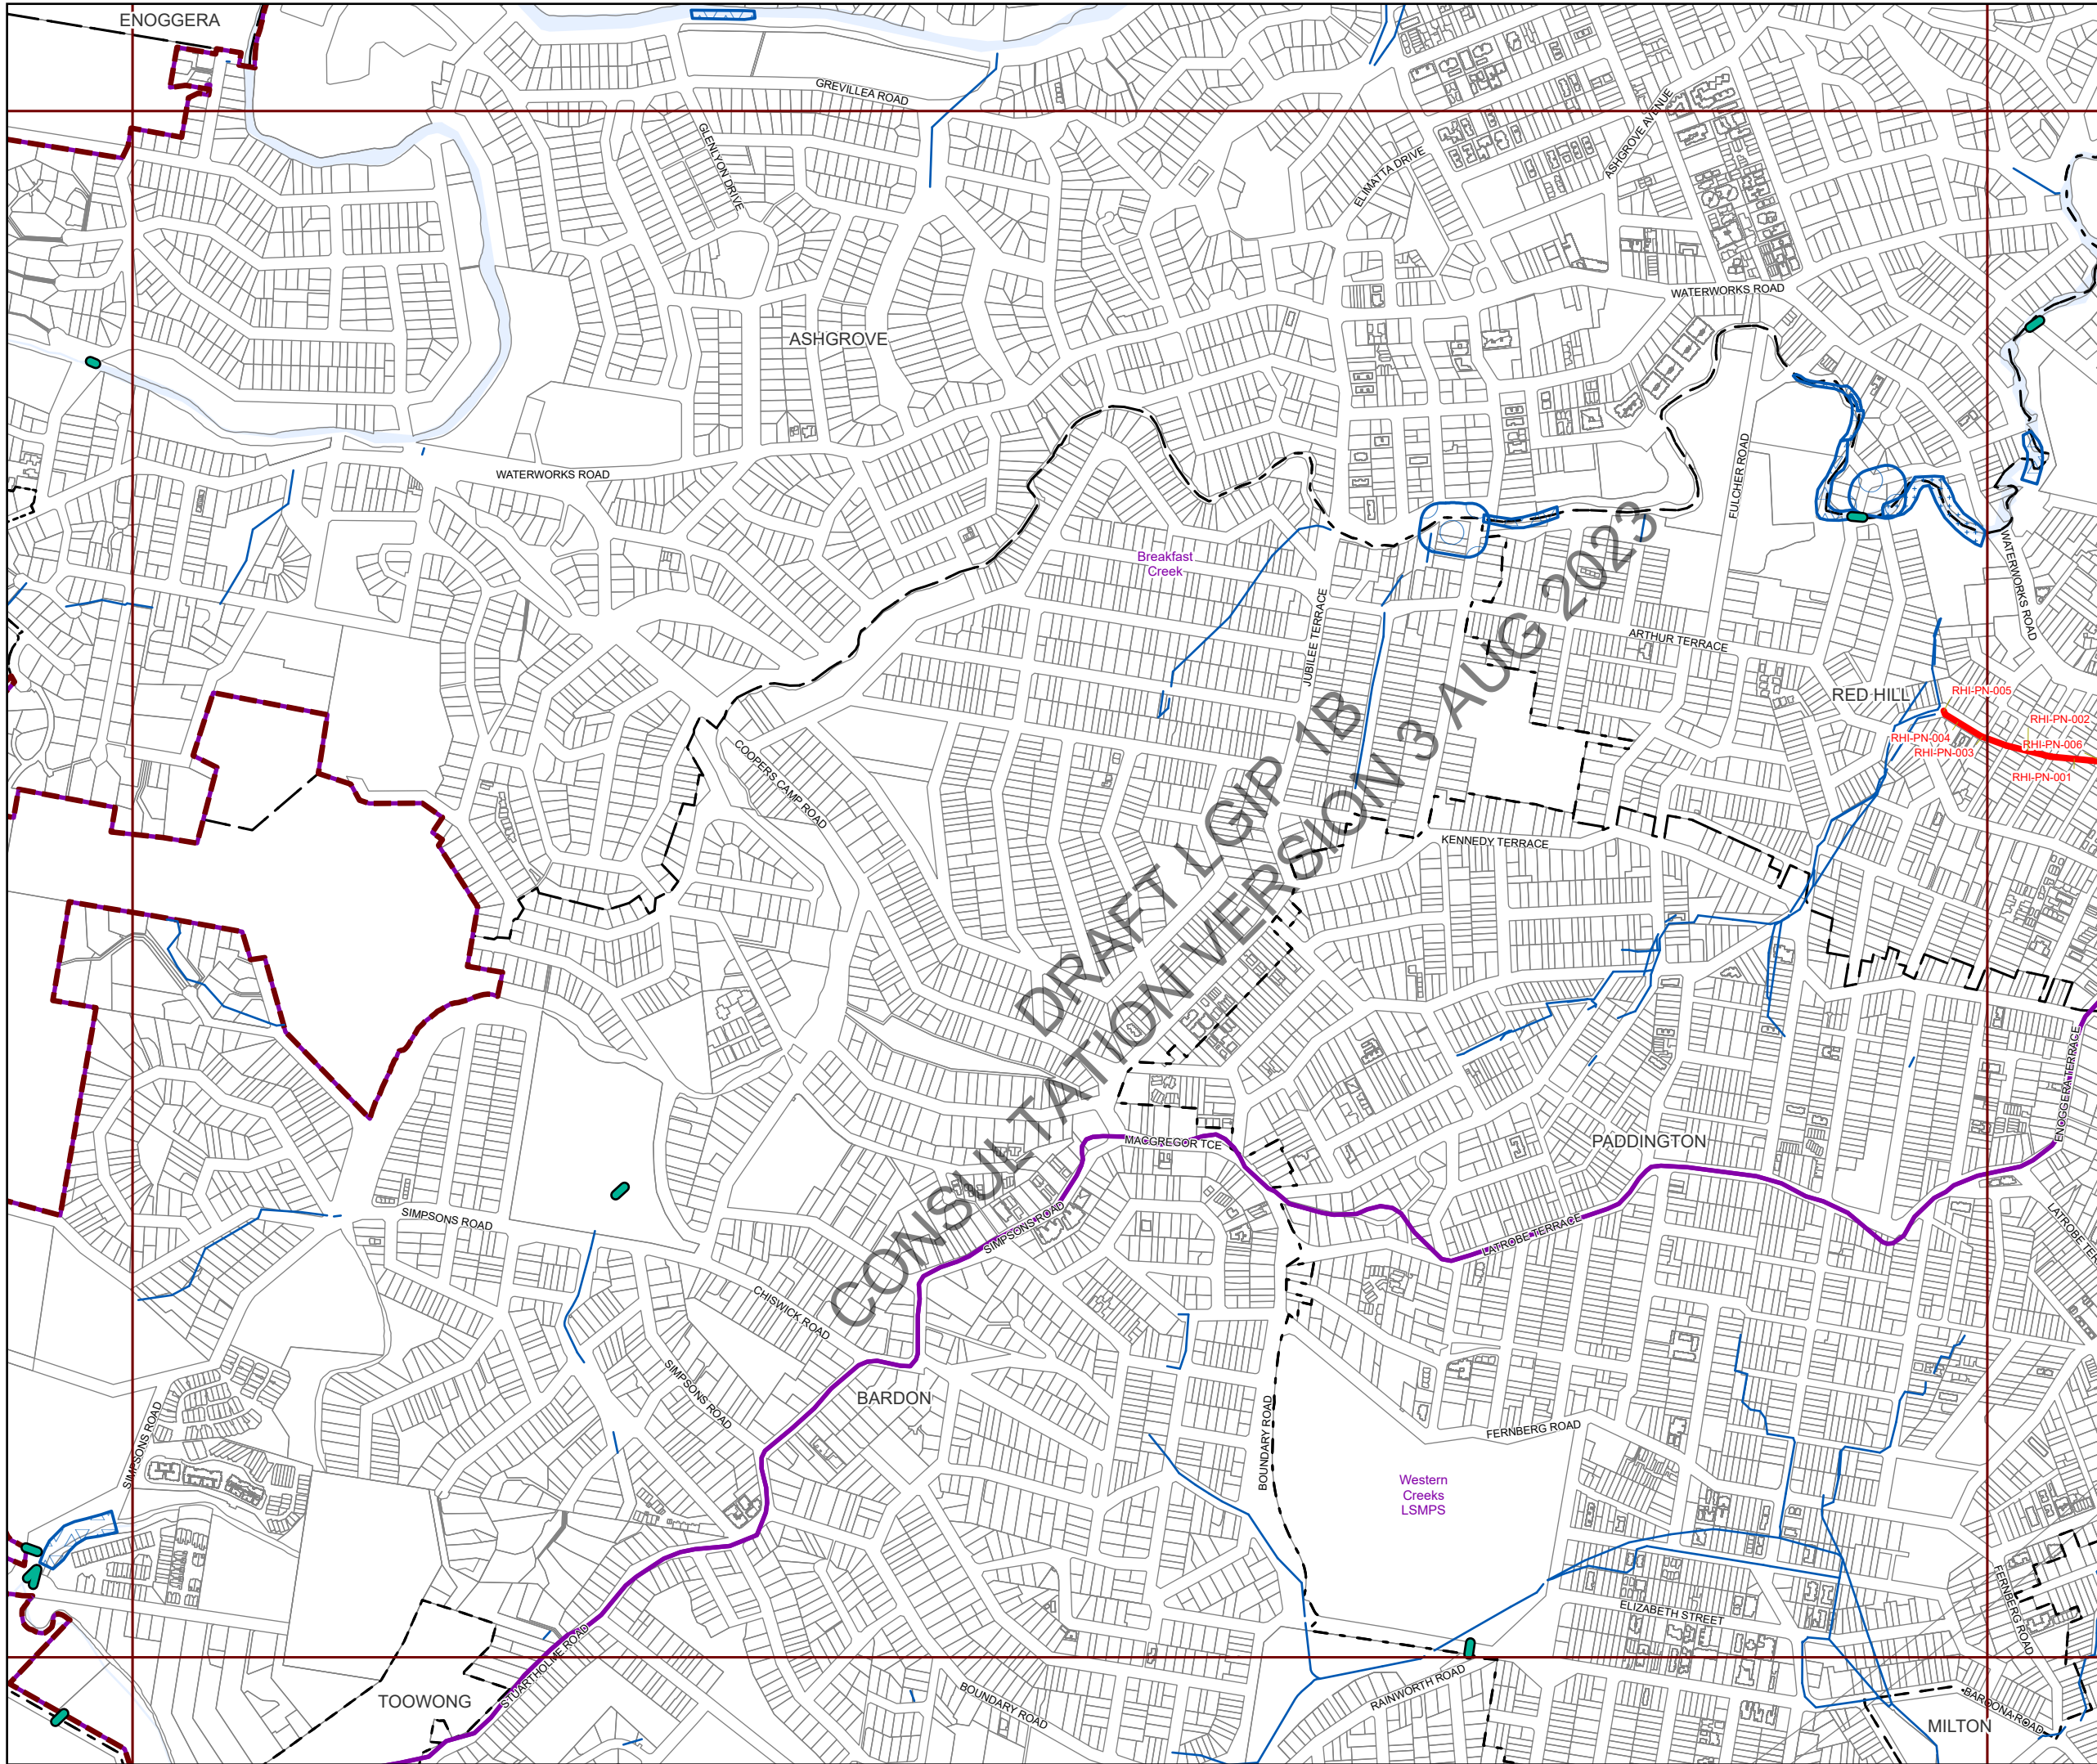 ENOGGERA
GREVILLEA ROAD
GLENLYON DRIVE
ELIMATTA DRIVE
ASHGROVE AVENUE
WATERWORKS ROAD
ASHGROVE
WATERWORKS ROAD
FULCHER ROAD
Breakfast
Creek
WATERWORKS ROAD
JUBILEE TERRACE
ARTHUR TERRACE
RED HILL
RHI-PN-005
RHI-PN-002
RHI-PN-004
RHI-PN-006
RHI-PN-003
RHI-PN-001
COOPERS CAMP ROAD
KENNEDY TERRACE
DRAFT LGIP 1B
CONSULTATION VERSION 3 AUG 2023
ENOGGERA TERRACE
MACGREGOR TCE
PADDINGTON
SIMPSONS ROAD
SIMPSONS ROAD
LATROBE TERRACE
LATROBE TER
CHISWICK ROAD
SIMPSONS ROAD
BARDON
SIMPSONS ROAD
BOUNDARY ROAD
FERNBERG ROAD
Western
Creeks
LSMPS
ELIZABETH STREET
FERNBERG ROAD
STUARTHOLME ROAD
RAINWORTH ROAD
TOOWONG
BOUNDARY ROAD
BAROONA ROAD
MILTON